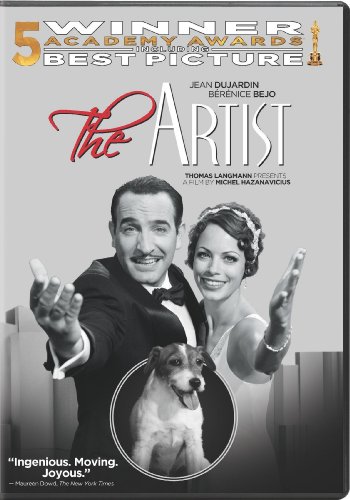 5 WINNER
ACADEMY AWARDS
INCLUDING
BEST PICTURE
JEAN DUJARDIN
BÉRÉNICE BEJO
The ARTIST
THOMAS LANGMANN PRESENTS
A FILM BY MICHEL HAZANAVICIUS
"Ingenious. Moving.
Joyous."
– Maureen Dowd, The New York Times